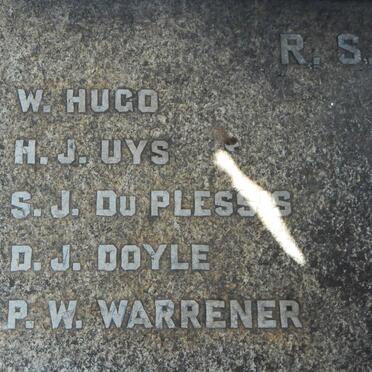 R. S.
W. HUGO
H. J. UYS
S. J. DU PLESSIS
D. J. DOYLE
P. W. WARRENER